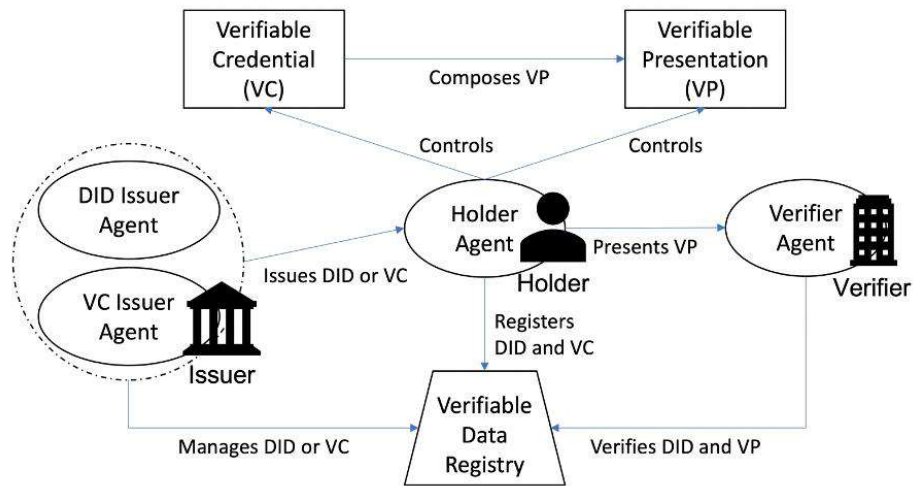 Verifiable
Credential
(VC)
Composes VP
Verifiable
Presentation
(VP)
Controls
Controls
DID Issuer
Agent
VC Issuer
Agent
Issuer
Issues DID or VC
Holder
Agent
Holder
Presents VP
Verifier
Agent
Verifier
Registers
DID and VC
Manages DID or VC
Verifiable
Data
Registry
Verifies DID and VP